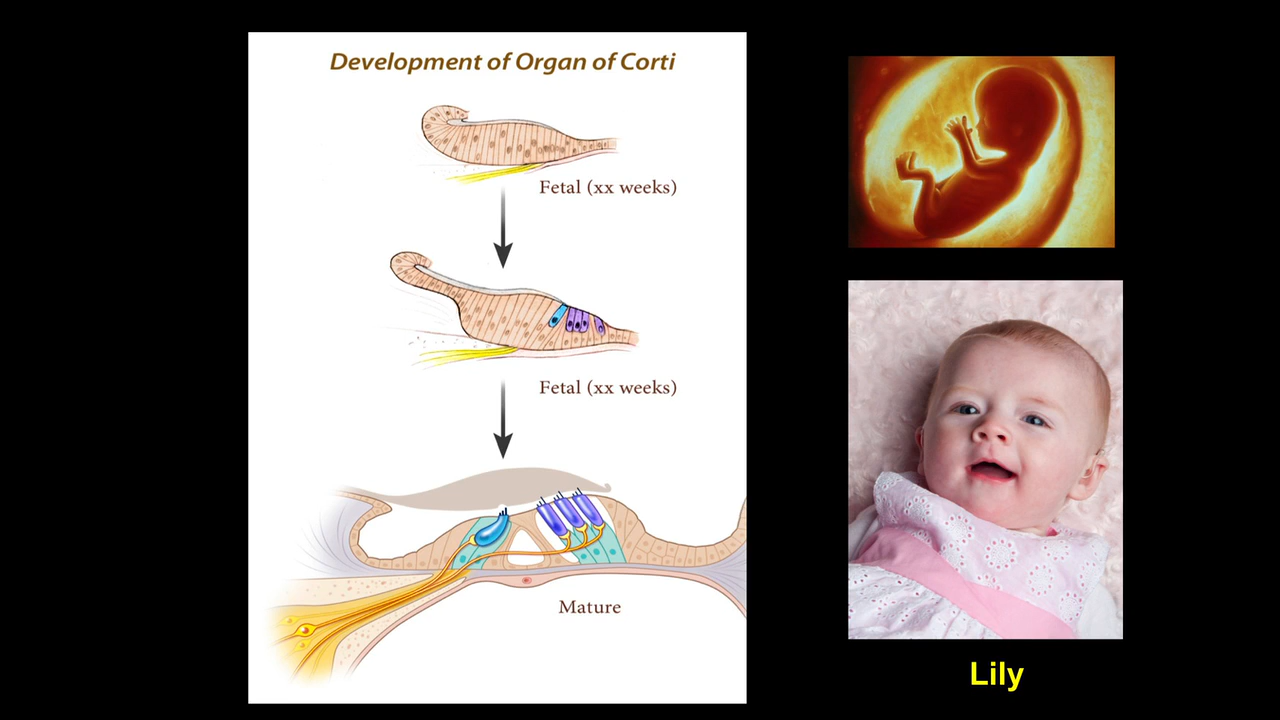 Development of Organ of Corti
Fetal (xx weeks)
Fetal (xx weeks)
Mature
Lily